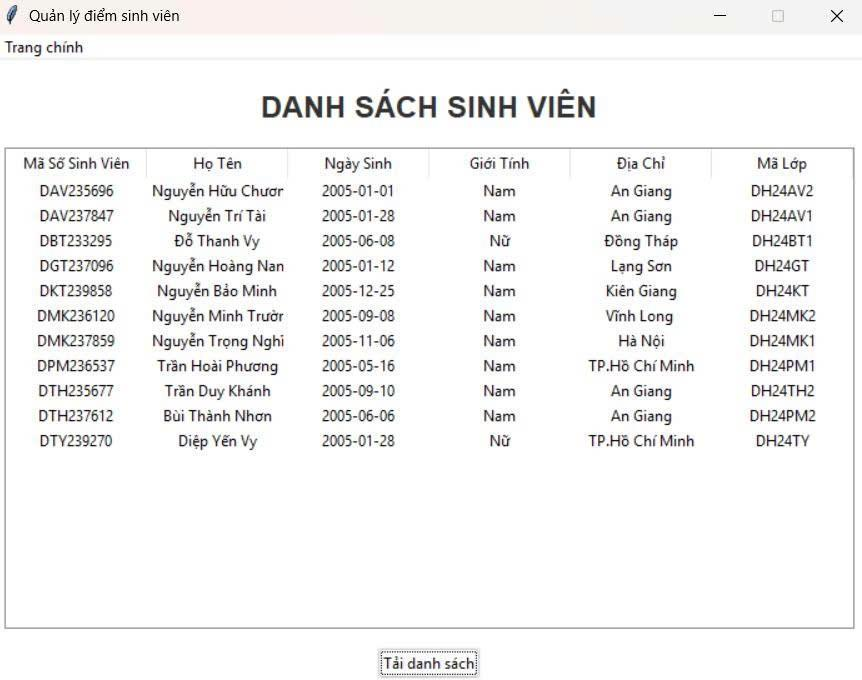 Quản lý điểm sinh viên
Trang chính
DANH SÁCH SINH VIÊN
Mã Số Sinh Viên Họ Tên Ngày Sinh Giới Tính Địa Chỉ Mã Lớp
DAV235696 Nguyễn Hữu Chươn 2005-01-01 Nam An Giang DH24AV2
DAV237847 Nguyễn Trí Tài 2005-01-28 Nam An Giang DH24AV1
DBT233295 Đỗ Thanh Vy 2005-06-08 Nữ Đồng Tháp DH24BT1
DGT237096 Nguyễn Hoàng Nan 2005-01-12 Nam Lạng Sơn DH24GT
DKT239858 Nguyễn Bảo Minh 2005-12-25 Nam Kiên Giang DH24KT
DMK236120 Nguyễn Minh Trườn 2005-09-08 Nam Vĩnh Long DH24MK2
DMK237859 Nguyễn Trọng Nghĩ 2005-11-06 Nam Hà Nội DH24MK1
DPM236537 Trần Hoài Phương 2005-05-16 Nam TP.Hồ Chí Minh DH24PM1
DTH235677 Trần Duy Khánh 2005-09-10 Nam An Giang DH24TH2
DTH237612 Bùi Thành Nhơn 2005-06-06 Nam An Giang DH24PM2
DTY239270 Diệp Yến Vy 2005-01-28 Nữ TP.Hồ Chí Minh DH24TY
Tải danh sách